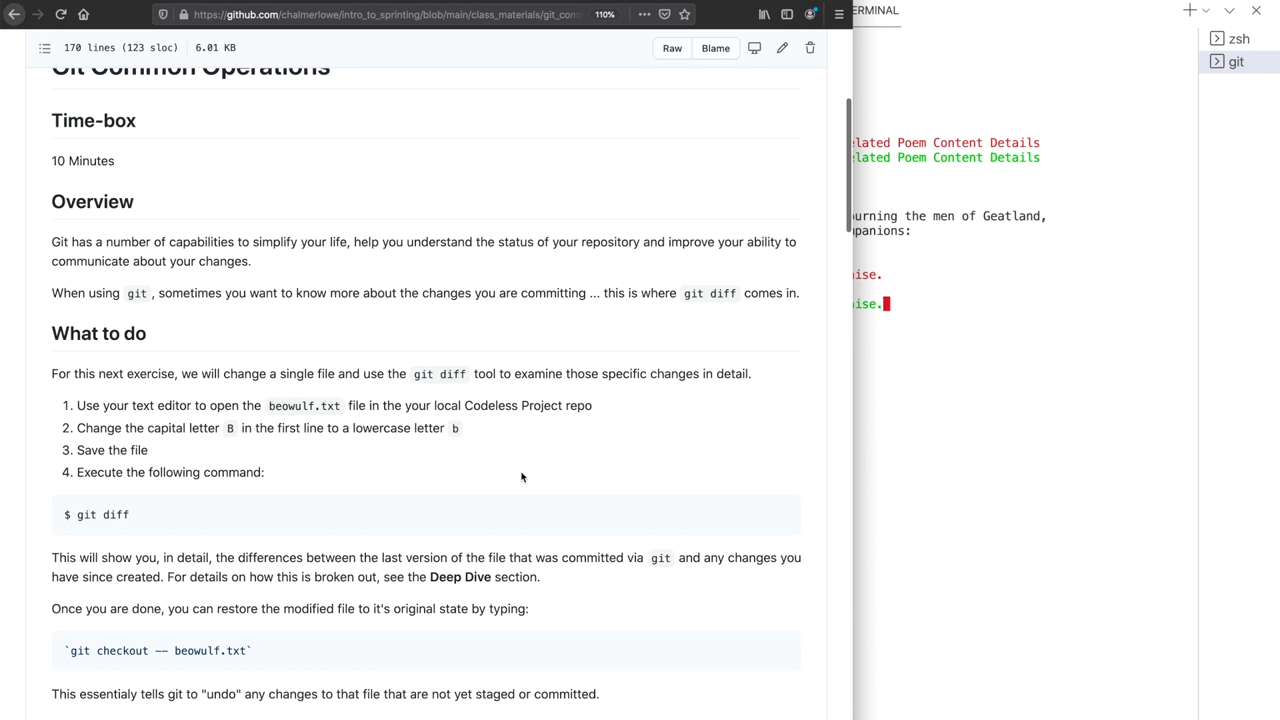 https://github.com/chalmerlowe/intro_to_sprinting/blob/main/class_materials/git_com
110%
170 lines (123 sloc) 6.01 KB
Raw
Blame
Git Common Operations
Time-box
10 Minutes
Overview
Git has a number of capabilities to simplify your life, help you understand the status of your repository and improve your ability to
communicate about your changes.
When using git , sometimes you want to know more about the changes you are committing ... this is where git diff comes in.
What to do
For this next exercise, we will change a single file and use the git diff tool to examine those specific changes in detail.
1. Use your text editor to open the beowulf.txt file in the your local Codeless Project repo
2. Change the capital letter B in the first line to a lowercase letter b
3. Save the file
4. Execute the following command:
$ git diff
This will show you, in detail, the differences between the last version of the file that was committed via git and any changes you
have since created. For details on how this is broken out, see the Deep Dive section.
Once you are done, you can restore the modified file to it's original state by typing:
`git checkout -- beowulf.txt`
This essentialy tells git to "undo" any changes to that file that are not yet staged or committed.
ERMINAL
zsh
git
elated Poem Content Details
elated Poem Content Details
ourning the men of Geatland,
mpanions:
aise.
aise.